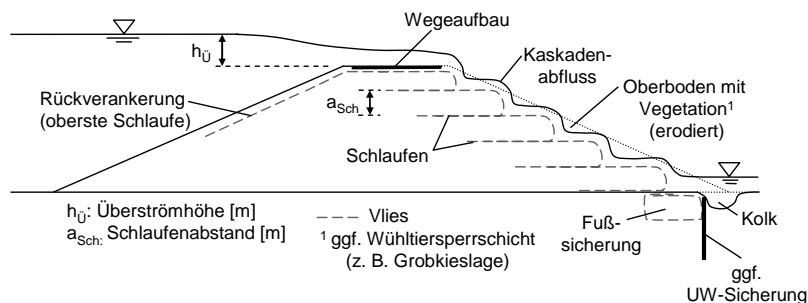 Wegeaufbau
hÜ
Kaskaden-
abfluss
Oberboden mit
Vegetation¹
(erodiert)
Rückverankerung
(oberste Schlaufe)
aSch
Schlaufen
hÜ: Überströmhöhe [m]
aSch: Schlaufenabstand [m]
Vlies
¹ ggf. Wühltiersperrschicht
(z. B. Grobkieslage)
Fuß-
sicherung
Kolk
ggf.
UW-Sicherung